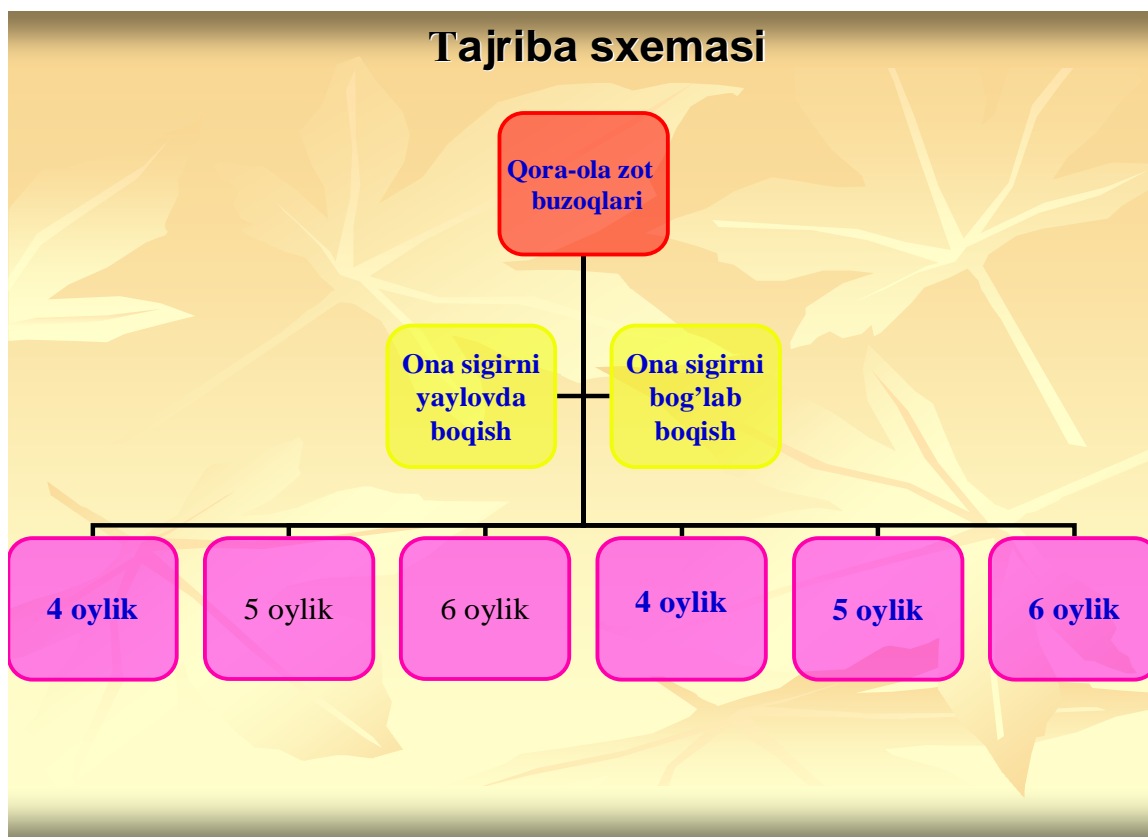 Tajriba sxemasi
Qora-ola zot
buzoqlari
Ona sigirni
yaylovda
boqish
Ona sigirni
bog’lab
boqish
4 oylik
5 oylik
6 oylik
4 oylik
5 oylik
6 oylik